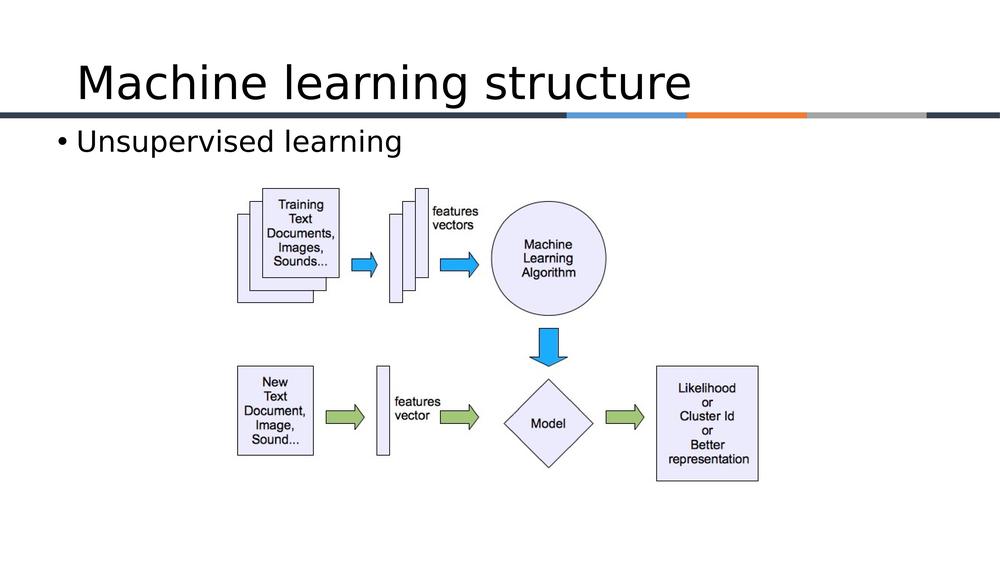 Machine learning structure
• Unsupervised learning
Training
Text
Documents,
Images,
Sounds...
features
vectors
Machine
Learning
Algorithm
New
Text
Document,
Image,
Sound...
features
vector
Model
Likelihood
or
Cluster Id
or
Better
representation